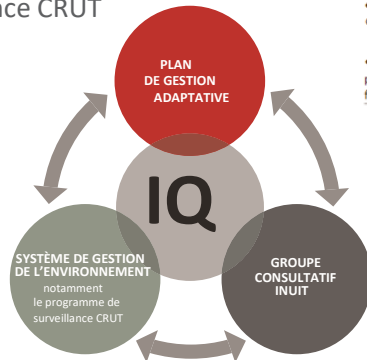 ance CRUT
PLAN
DE GESTION
ADAPTATIVE
IQ
SYSTÈME DE GESTION
DE L'ENVIRONNEMENT
notamment
le programme de
surveillance CRUT
GROUPE
CONSULTATIF
INUIT